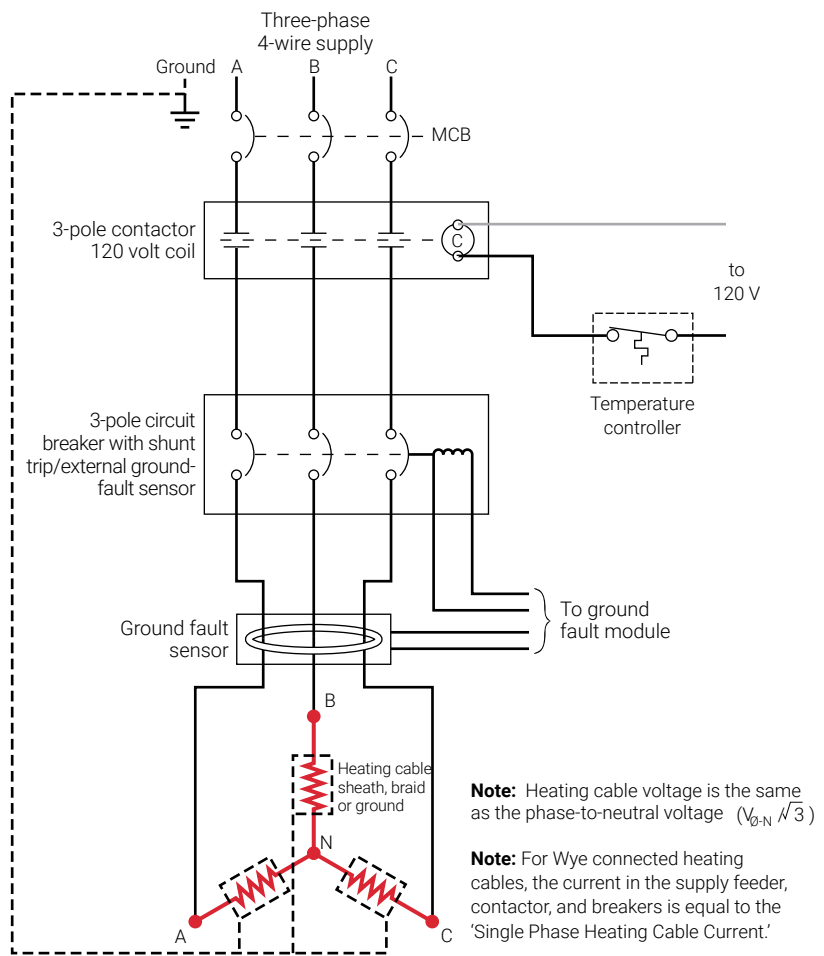 Three-phase
4-wire supply
Ground
A
B
C
MCB
3-pole contactor
120 volt coil
C
to
120 V
Temperature
controller
3-pole circuit
breaker with shunt
trip/external ground-
fault sensor
Ground fault
sensor
To ground
fault module
B
Heating cable
sheath, braid
or ground
N
A
C
Note: Heating cable voltage is the same
as the phase-to-neutral voltage (VØ-N /√3 )
Note: For Wye connected heating
cables, the current in the supply feeder,
contactor, and breakers is equal to the
‘Single Phase Heating Cable Current.’